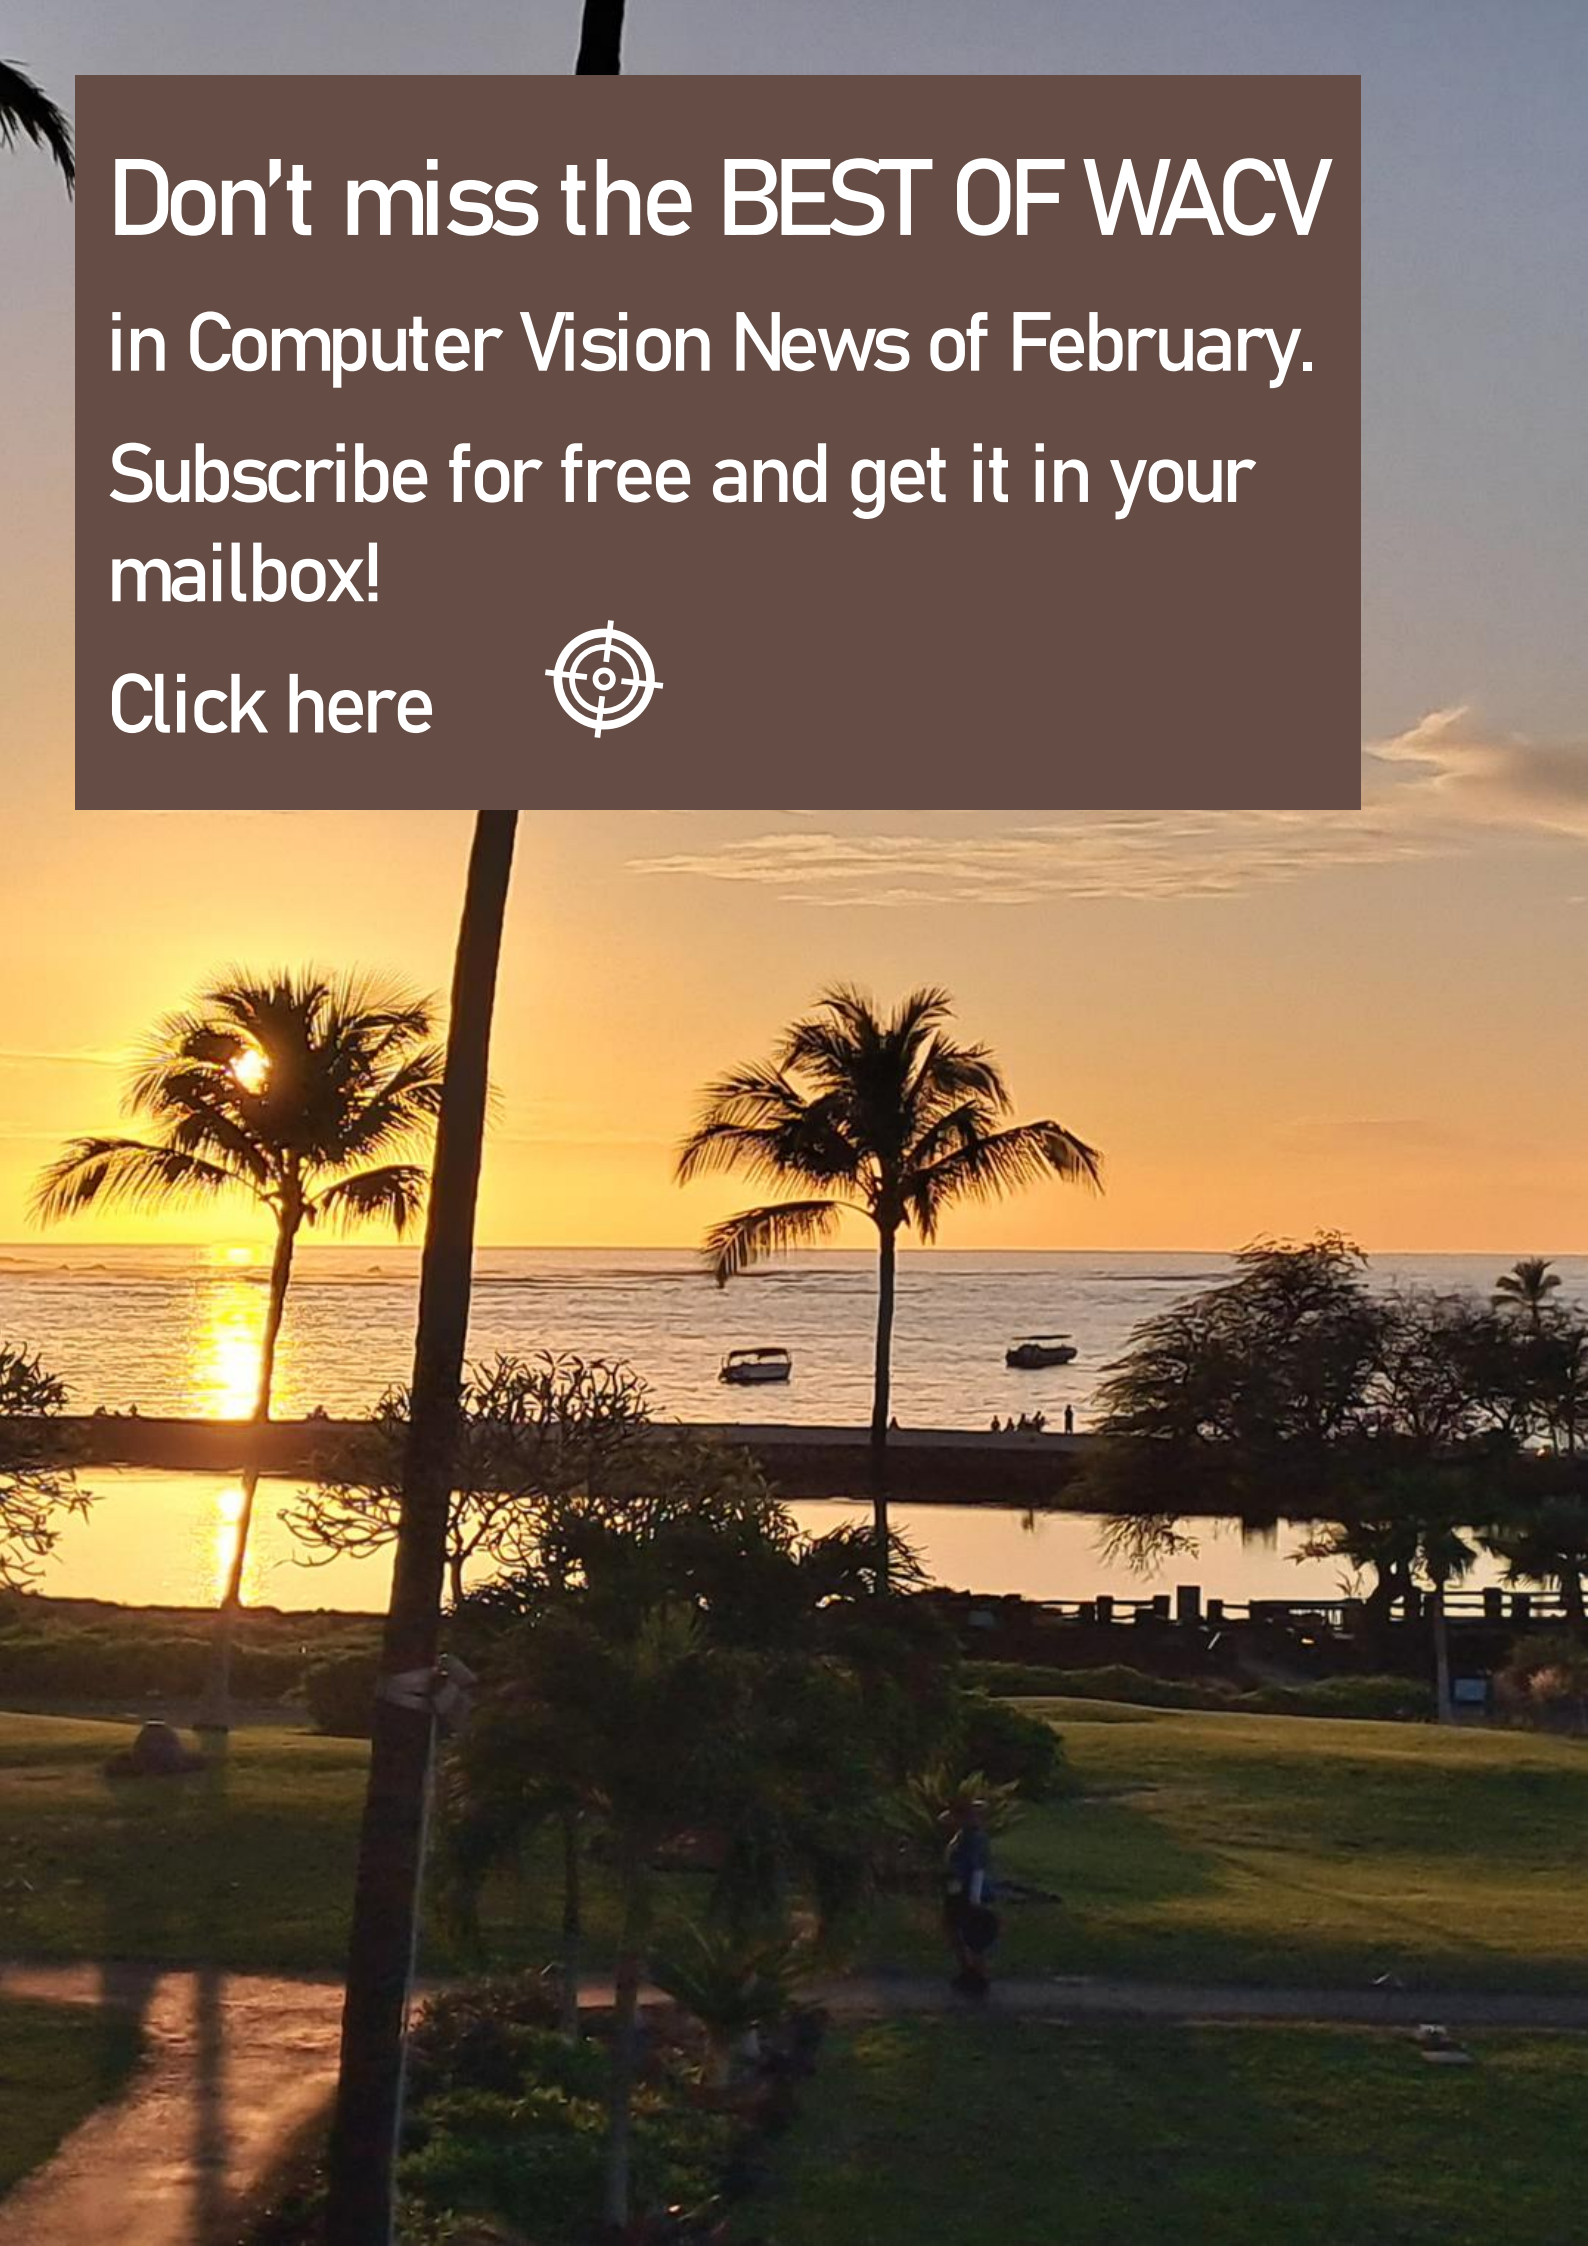 Don’t miss the BEST OF WACV
in Computer Vision News of February.
Subscribe for free and get it in your
mailbox!
Click here